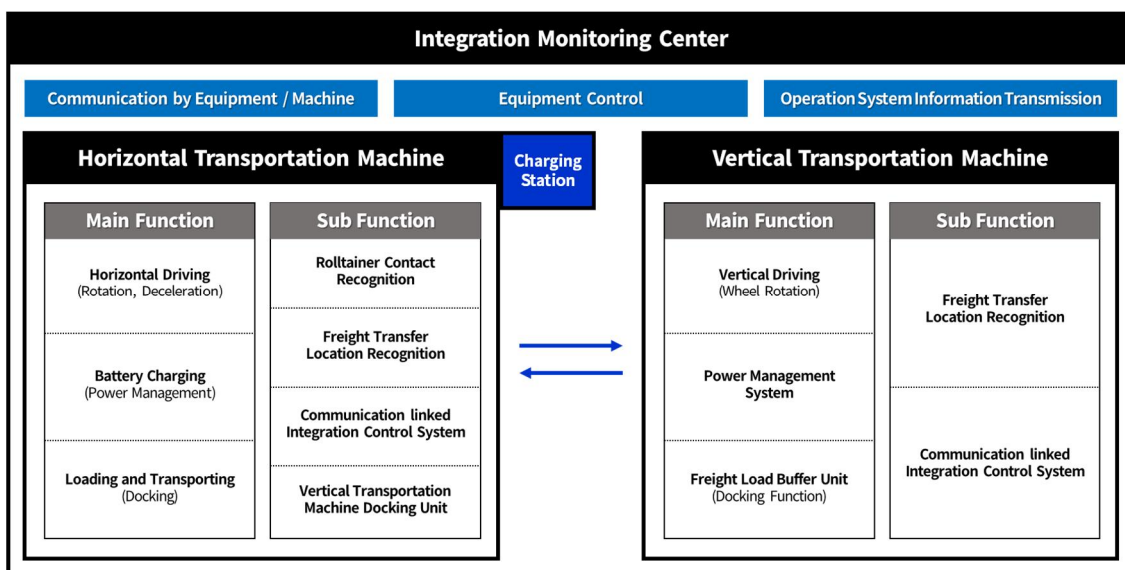 Integration Monitoring Center
Communication by Equipment / Machine
Equipment Control
Operation System Information Transmission
Horizontal Transportation Machine
Charging
Station
Main Function
Horizontal Driving
(Rotation, Deceleration)
Battery Charging
(Power Management)
Loading and Transporting
(Docking)
Sub Function
Rolltainer Contact
Recognition
Freight Transfer
Location Recognition
Communication linked
Integration Control System
Vertical Transportation
Machine Docking Unit
Vertical Transportation Machine
Main Function
Vertical Driving
(Wheel Rotation)
Power Management
System
Freight Load Buffer Unit
(Docking Function)
Sub Function
Freight Transfer
Location Recognition
Communication linked
Integration Control System